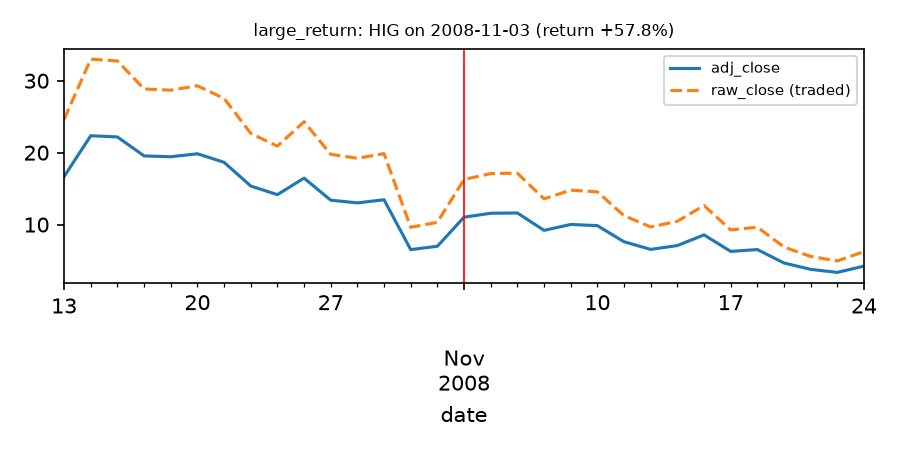 large_return: HIG on 2008-11-03 (return +57.8%)
adj_close
raw_close (traded)
30
20
10
13 20 27 10 17 24
Nov
2008
date